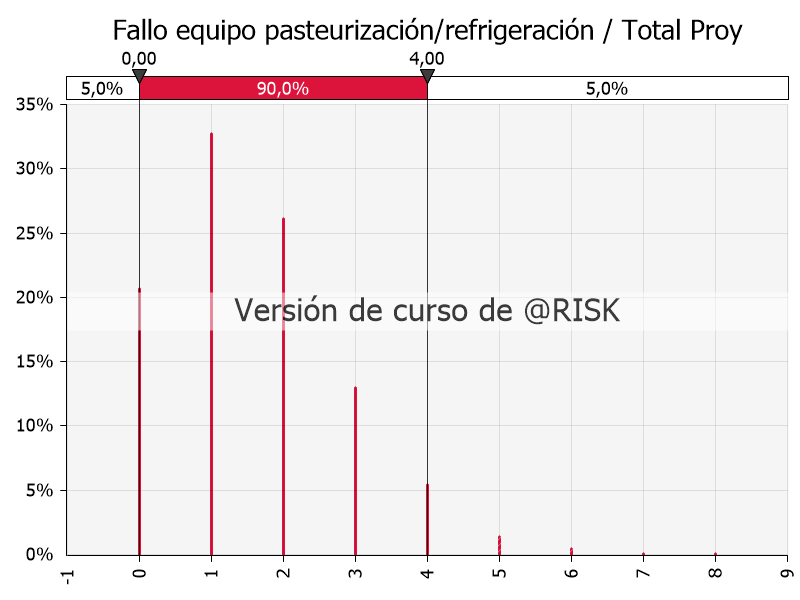 Fallo equipo pasteurización/refrigeración / Total Proy
0,00 4,00
5,0% 90,0% 5,0%
35%
30%
25%
20%
15%
10%
5%
0%
Versión de curso de @RISK
-1 0 1 2 3 4 5 6 7 8 9